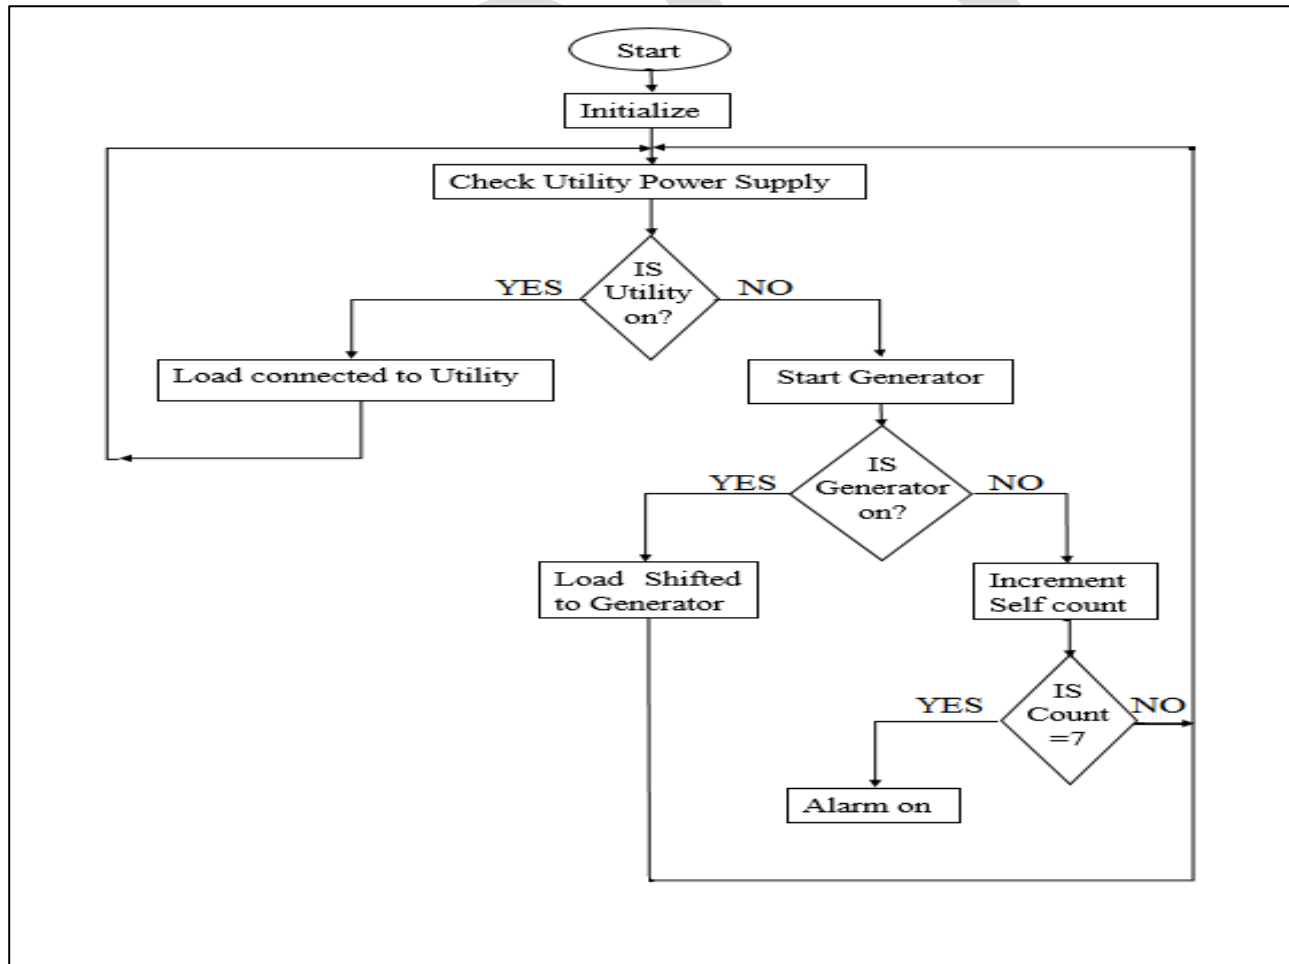 Start
Initialize
Check Utility Power Supply
IS
Utility
on?
YES
NO
Load connected to Utility
Start Generator
IS
Generator
on?
YES
NO
Load Shifted
to Generator
Increment
Self count
IS
Count
=7
YES
NO
Alarm on